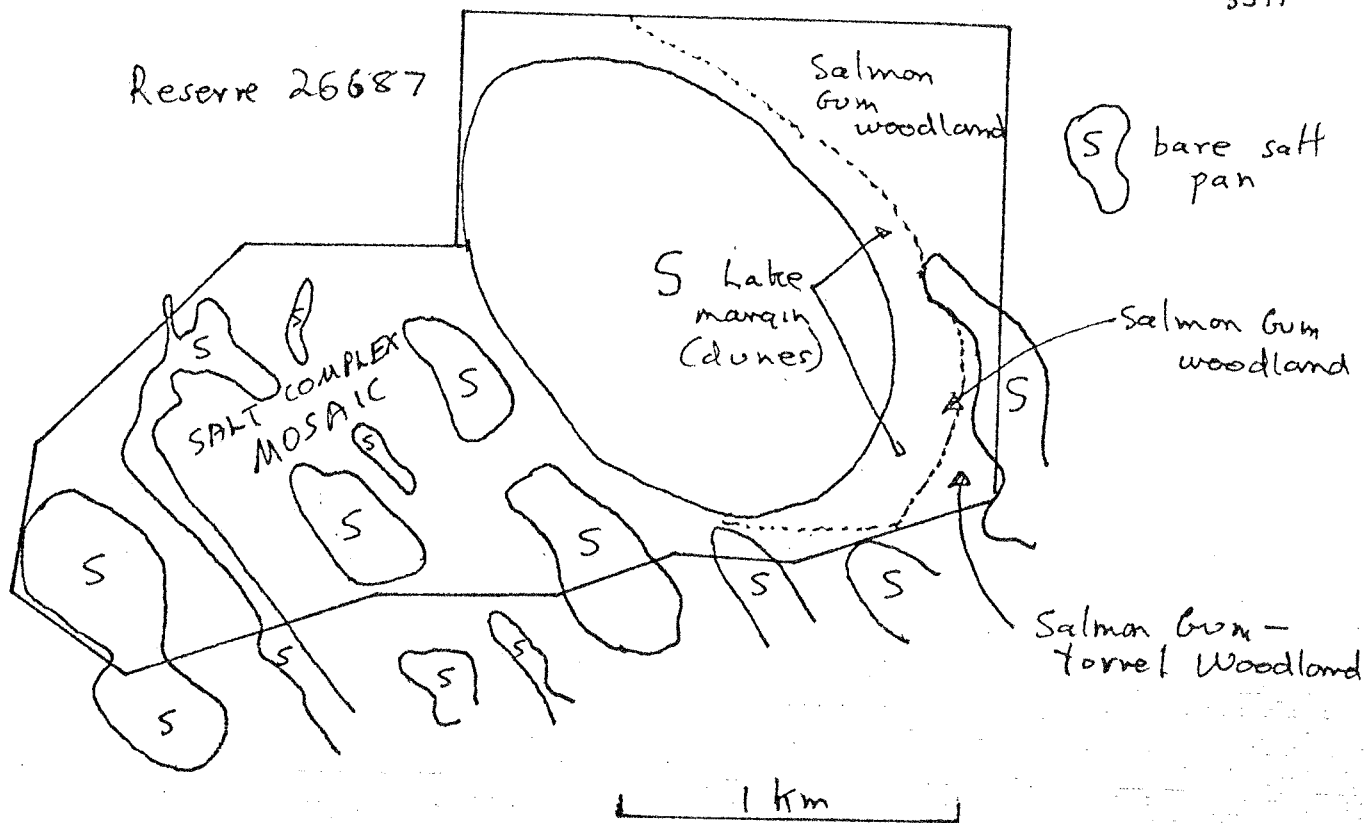 Reserve 26687
Salmon
Gum
woodland
S bare salt
pan
S Lake
margin
(dunes)
Salmon Gum
woodland
S
S
S
SALT COMPLEX
MOSAIC
S
S
S
S
S
S
S
S
S
S
S
S
Salmon Gum -
Yorrel Woodland
1 km